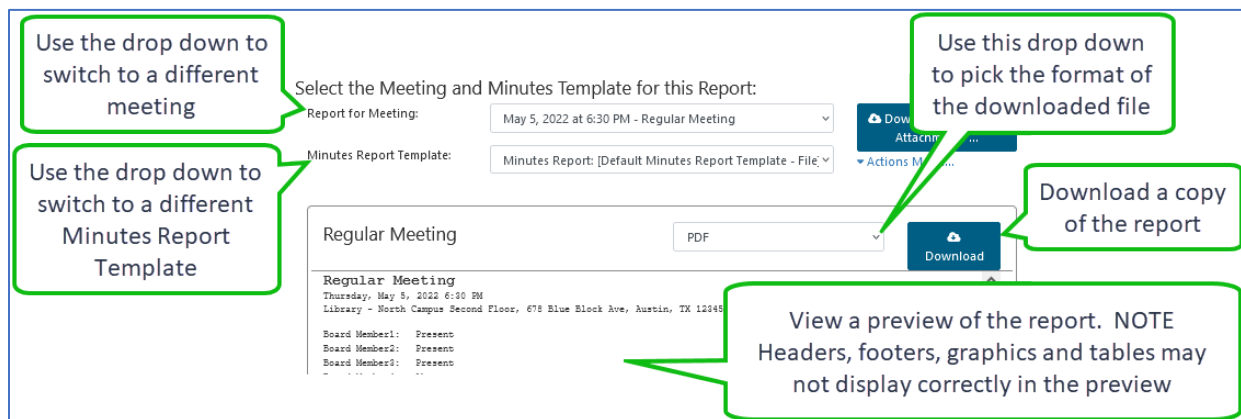 Use the drop down to
switch to a different
meeting
Use this drop down
to pick the format of
the downloaded file
Select the Meeting and Minutes Template for this Report:
Report for Meeting:
May 5, 2022 at 6:30 PM - Regular Meeting
Attachm
Minutes Report Template:
Minutes Report: [Default Minutes Report Template - File]
Actions M
Use the drop down to
switch to a different
Minutes Report
Template
Download a copy
of the report
Regular Meeting
PDF
Download
Regular Meeting
Thursday, May 5, 2022 6:30 PM
Library - North Campus Second Floor, 678 Blue Block Ave, Austin, TX 12345
Board Member1: Present
Board Member2: Present
Board Member3: Present
View a preview of the report. NOTE
Headers, footers, graphics and tables may
not display correctly in the preview